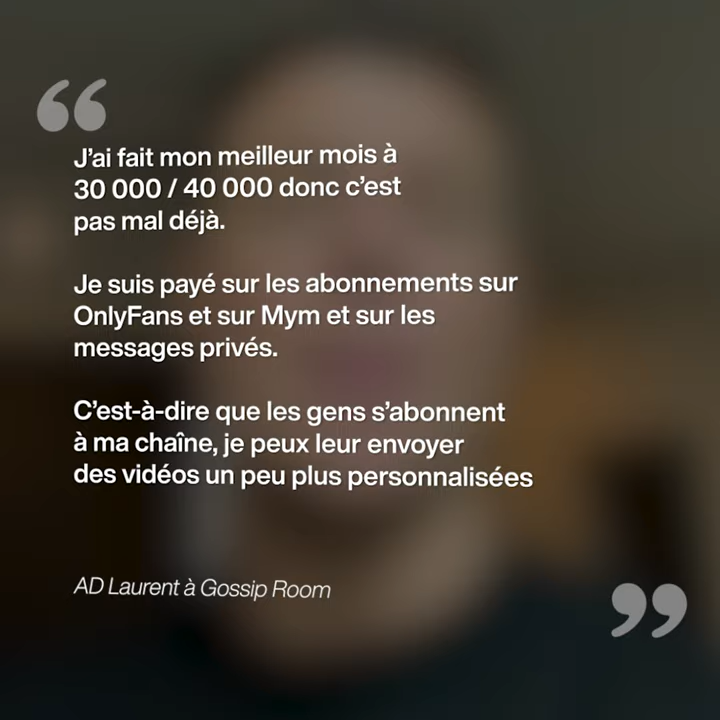 “
J’ai fait mon meilleur mois à
30 000 / 40 000 donc c’est
pas mal déjà.
Je suis payé sur les abonnements sur
OnlyFans et sur Mym et sur les
messages privés.
C’est-à-dire que les gens s’abonnent
à ma chaîne, je peux leur envoyer
des vidéos un peu plus personnalisées
AD Laurent à Gossip Room
”